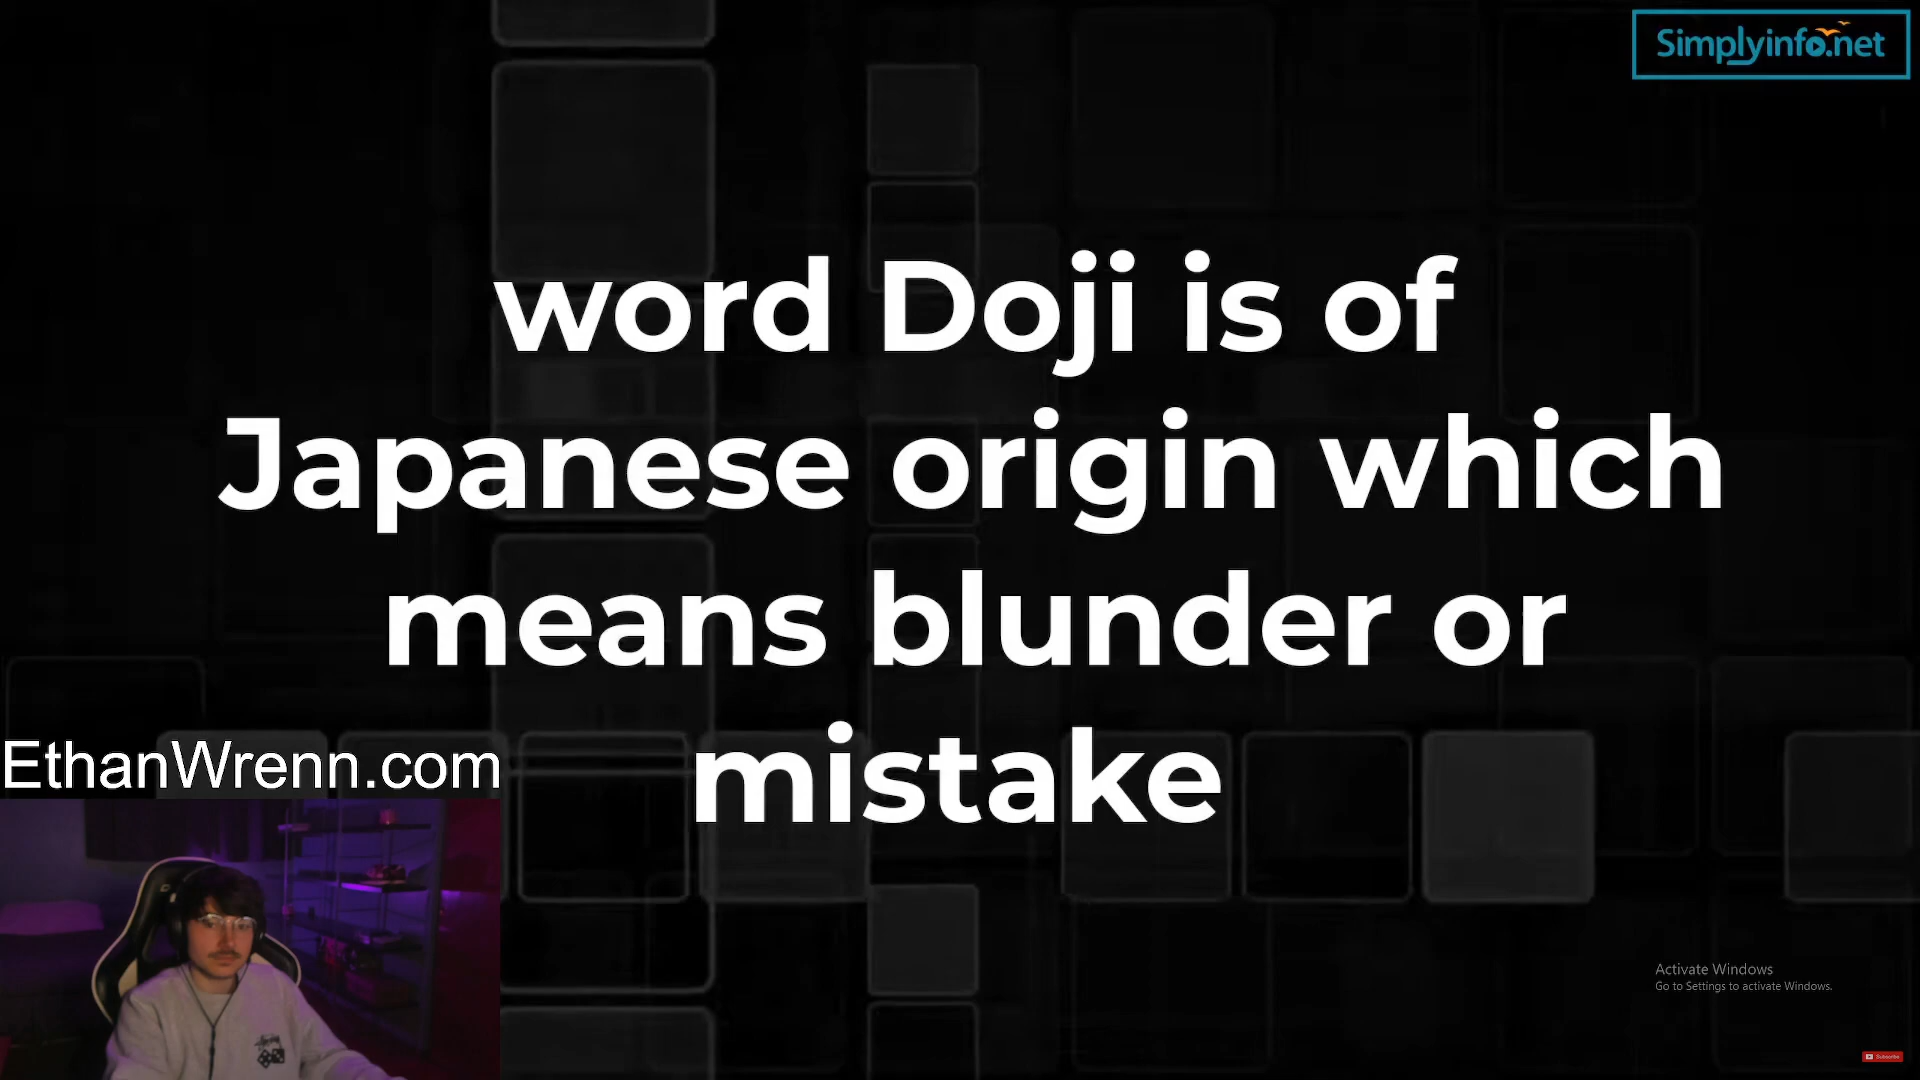 Simplyinfo.net
word Doji is of
Japanese origin which
means blunder or
mistake
EthanWrenn.com
Activate Windows
Go to Settings to activate Windows.
Subscribe